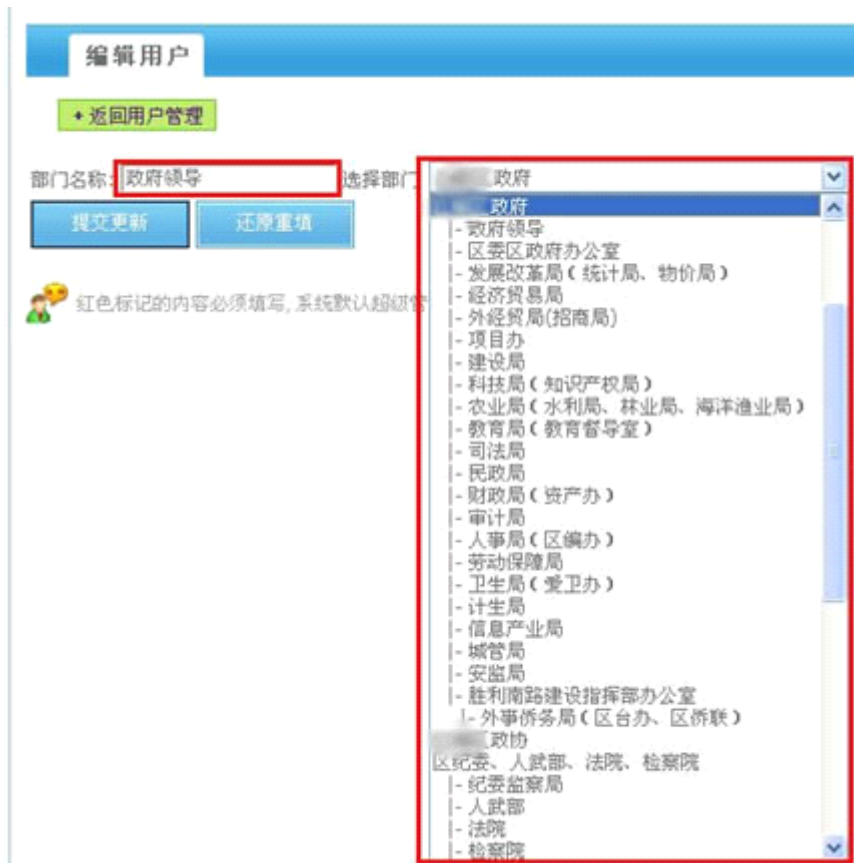 编辑用户
+ 返回用户管理
部门名称: 政府领导 选择部门 政府
提交更新 还原重填
红色标记的内容必须填写,系统默认超级管
政府
|- 政府领导
|- 区委区政府办公室
|- 发展改革局(统计局、物价局)
|- 经济贸易局
|- 外经贸局(招商局)
|- 项目办
|- 建设局
|- 科技局(知识产权局)
|- 农业局(水利局、林业局、海洋渔业局)
|- 教育局(教育督导室)
|- 司法局
|- 民政局
|- 财政局(资产办)
|- 审计局
|- 人事局(区编办)
|- 劳动保障局
|- 卫生局(爱卫办)
|- 计生局
|- 信息产业局
|- 城管局
|- 安监局
|- 胜利南路建设指挥部办公室
|- 外事侨务局(区台办、区侨联)
区政协
区纪委、人武部、法院、检察院
|- 纪委监察局
|- 人武部
|- 法院
|- 检察院